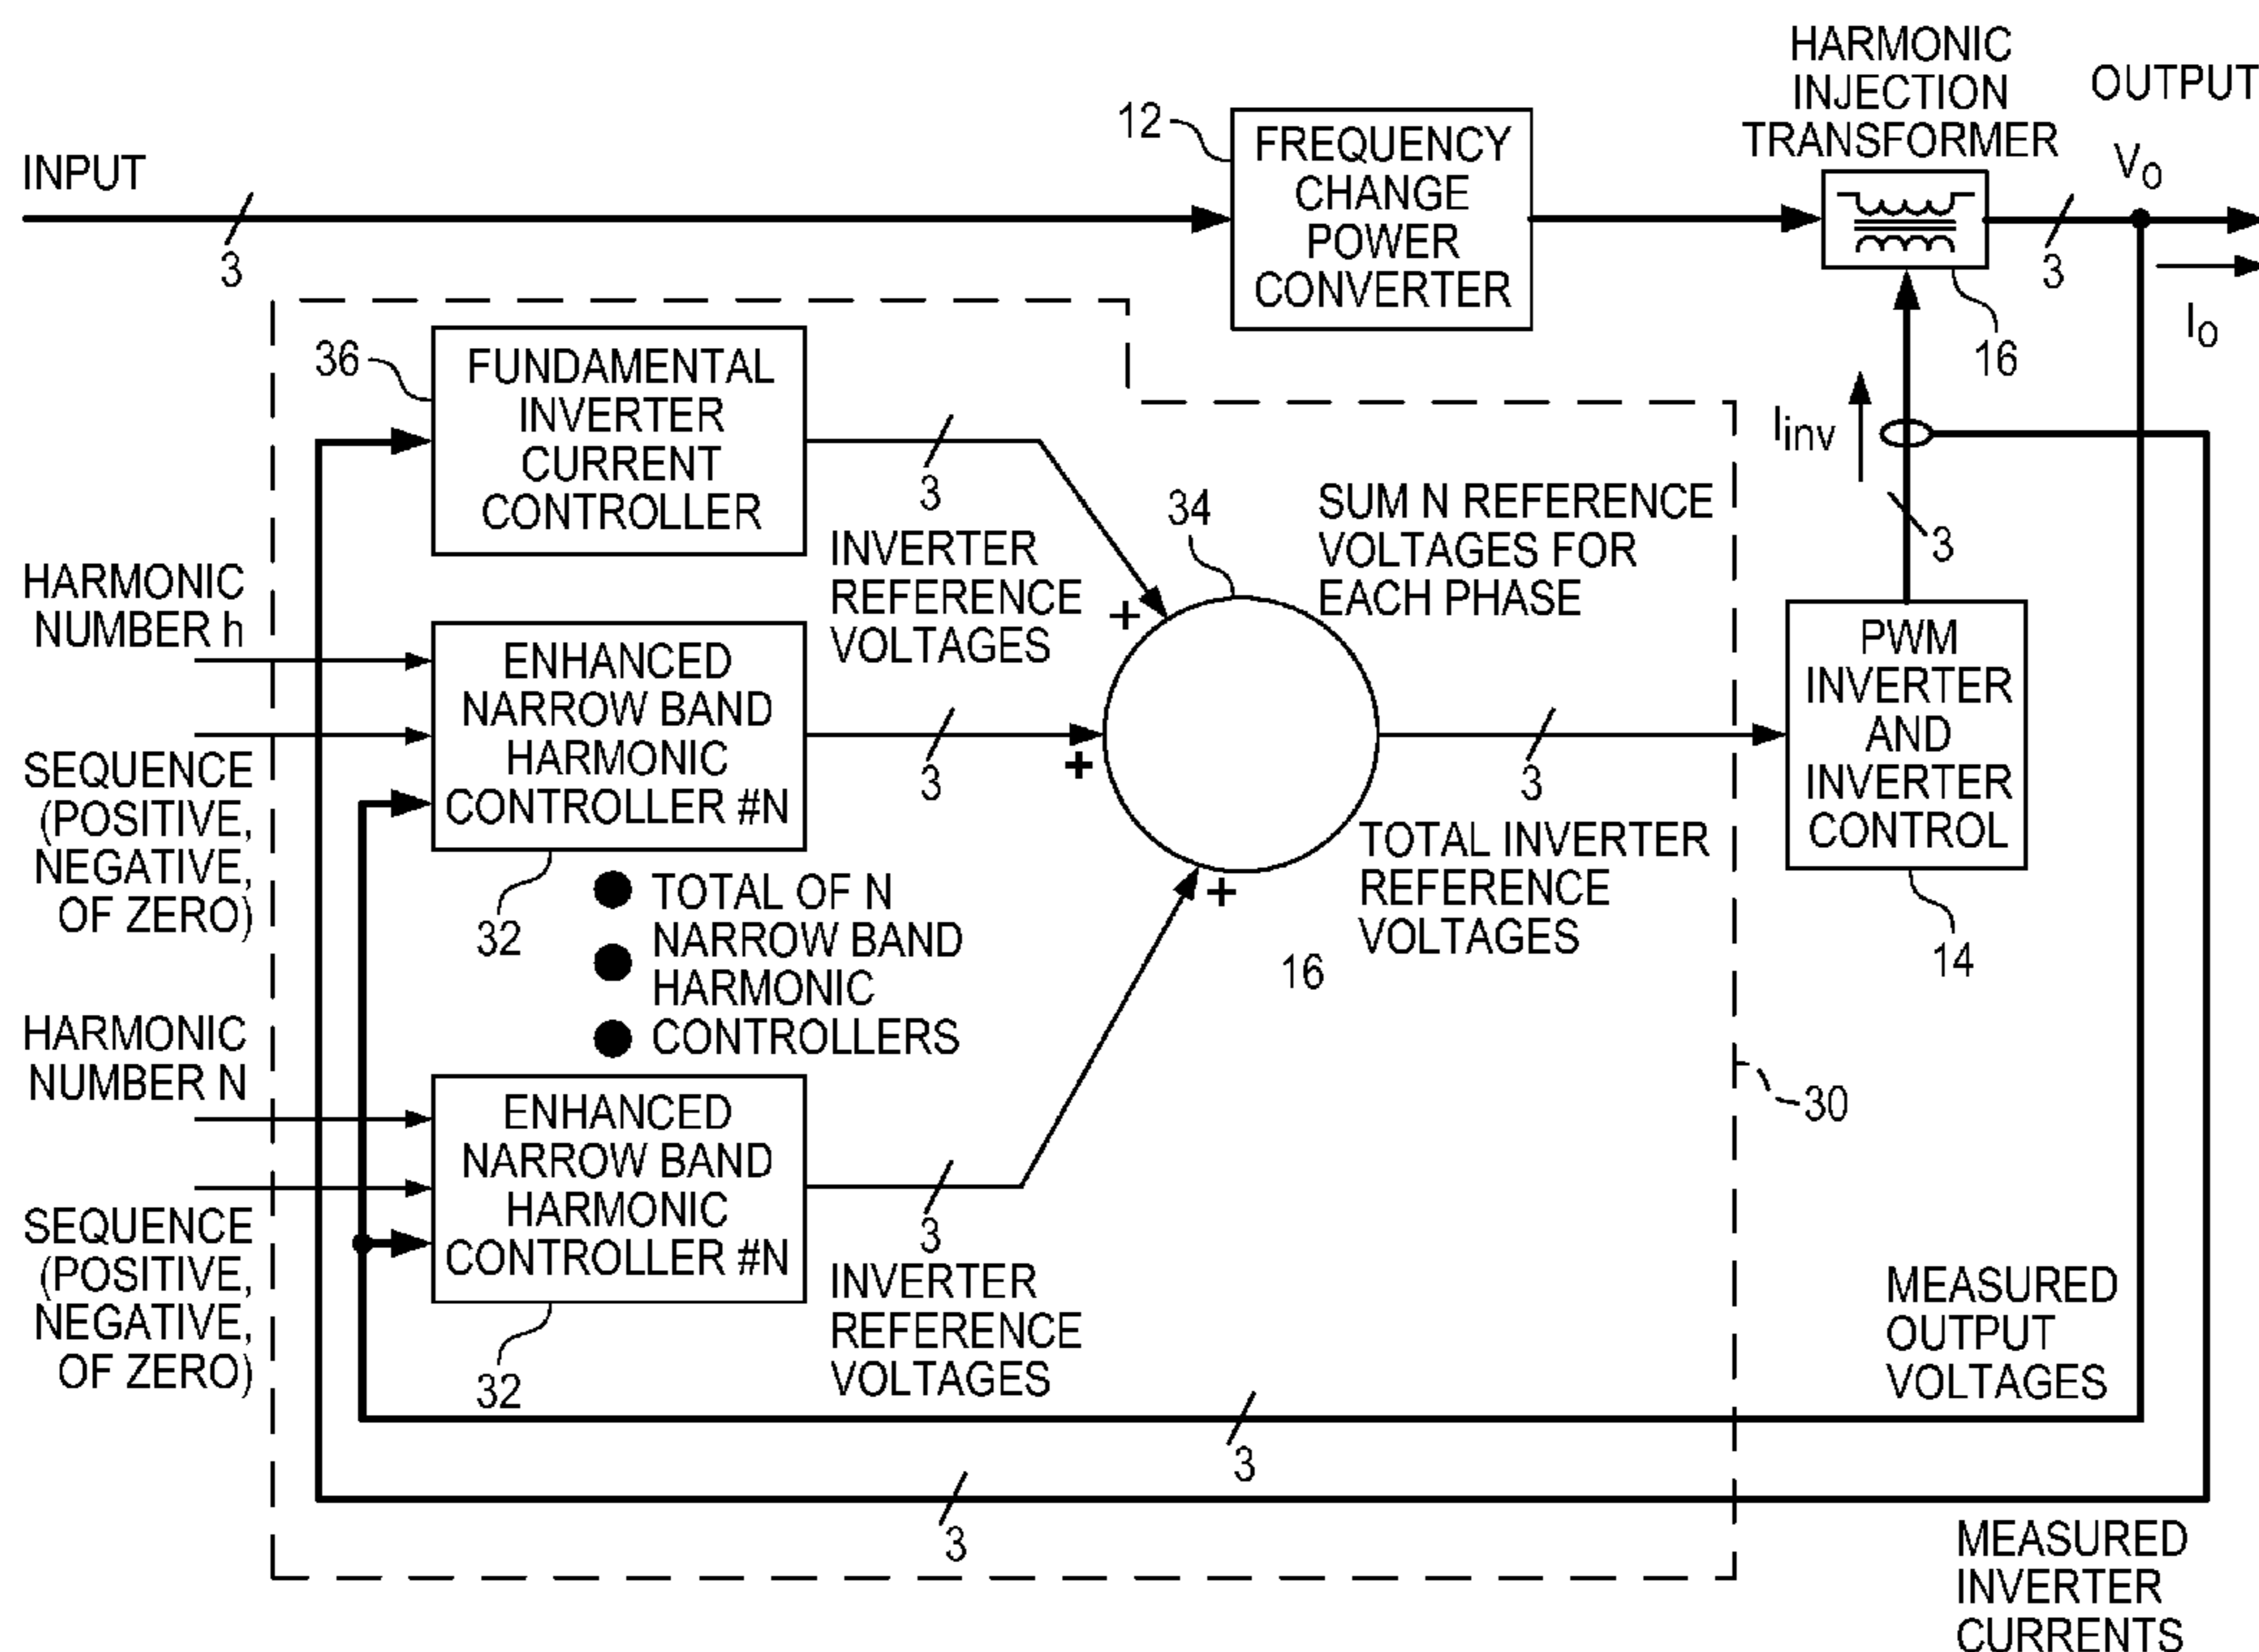 HARMONIC
INJECTION
TRANSFORMER
OUTPUT
INPUT
3
12
FREQUENCY
CHANGE
POWER
CONVERTER
Vo
3
Io
16
36
FUNDAMENTAL
INVERTER
CURRENT
CONTROLLER
3
INVERTER
REFERENCE
VOLTAGES
+
34
SUM N REFERENCE
VOLTAGES FOR
EACH PHASE
Iinv
3
HARMONIC
NUMBER h
SEQUENCE
(POSITIVE,
NEGATIVE,
OF ZERO)
ENHANCED
NARROW BAND
HARMONIC
CONTROLLER #N
32
3
+
3
TOTAL INVERTER
REFERENCE
VOLTAGES
PWM
INVERTER
AND
INVERTER
CONTROL
14
TOTAL OF N
NARROW BAND
HARMONIC
CONTROLLERS
+
16
HARMONIC
NUMBER N
SEQUENCE
(POSITIVE,
NEGATIVE,
OF ZERO)
ENHANCED
NARROW BAND
HARMONIC
CONTROLLER #N
32
3
INVERTER
REFERENCE
VOLTAGES
30
MEASURED
OUTPUT
VOLTAGES
3
3
MEASURED
INVERTER
CURRENTS